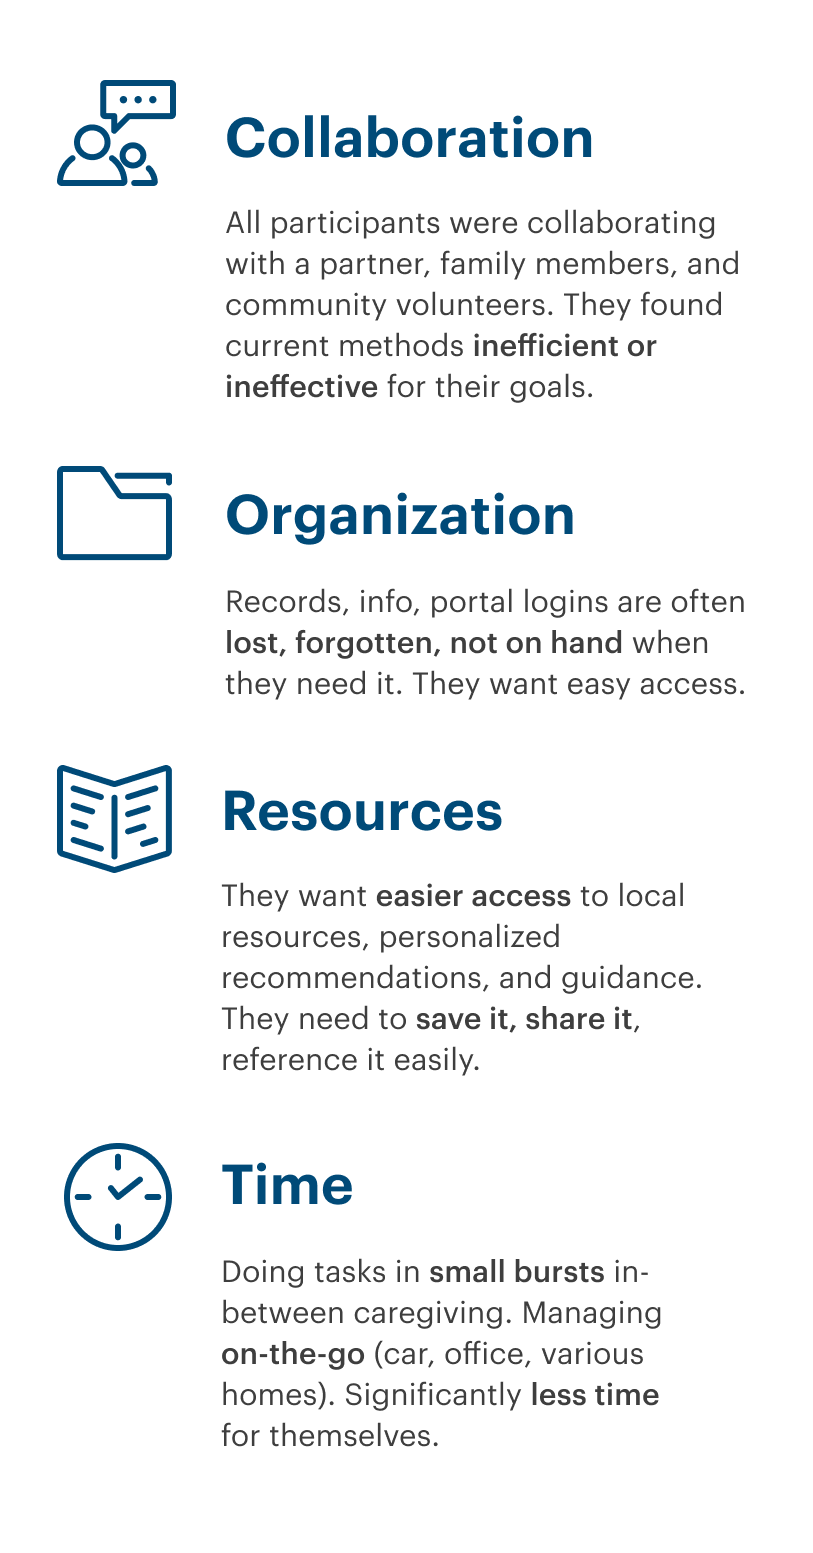 Collaboration
All participants were collaborating
with a partner, family members, and
community volunteers. They found
current methods inefficient or
ineffective for their goals.
Organization
Records, info, portal logins are often
lost, forgotten, not on hand when
they need it. They want easy access.
Resources
They want easier access to local
resources, personalized
recommendations, and guidance.
They need to save it, share it,
reference it easily.
Time
Doing tasks in small bursts in-
between caregiving. Managing
on-the-go (car, office, various
homes). Significantly less time
for themselves.